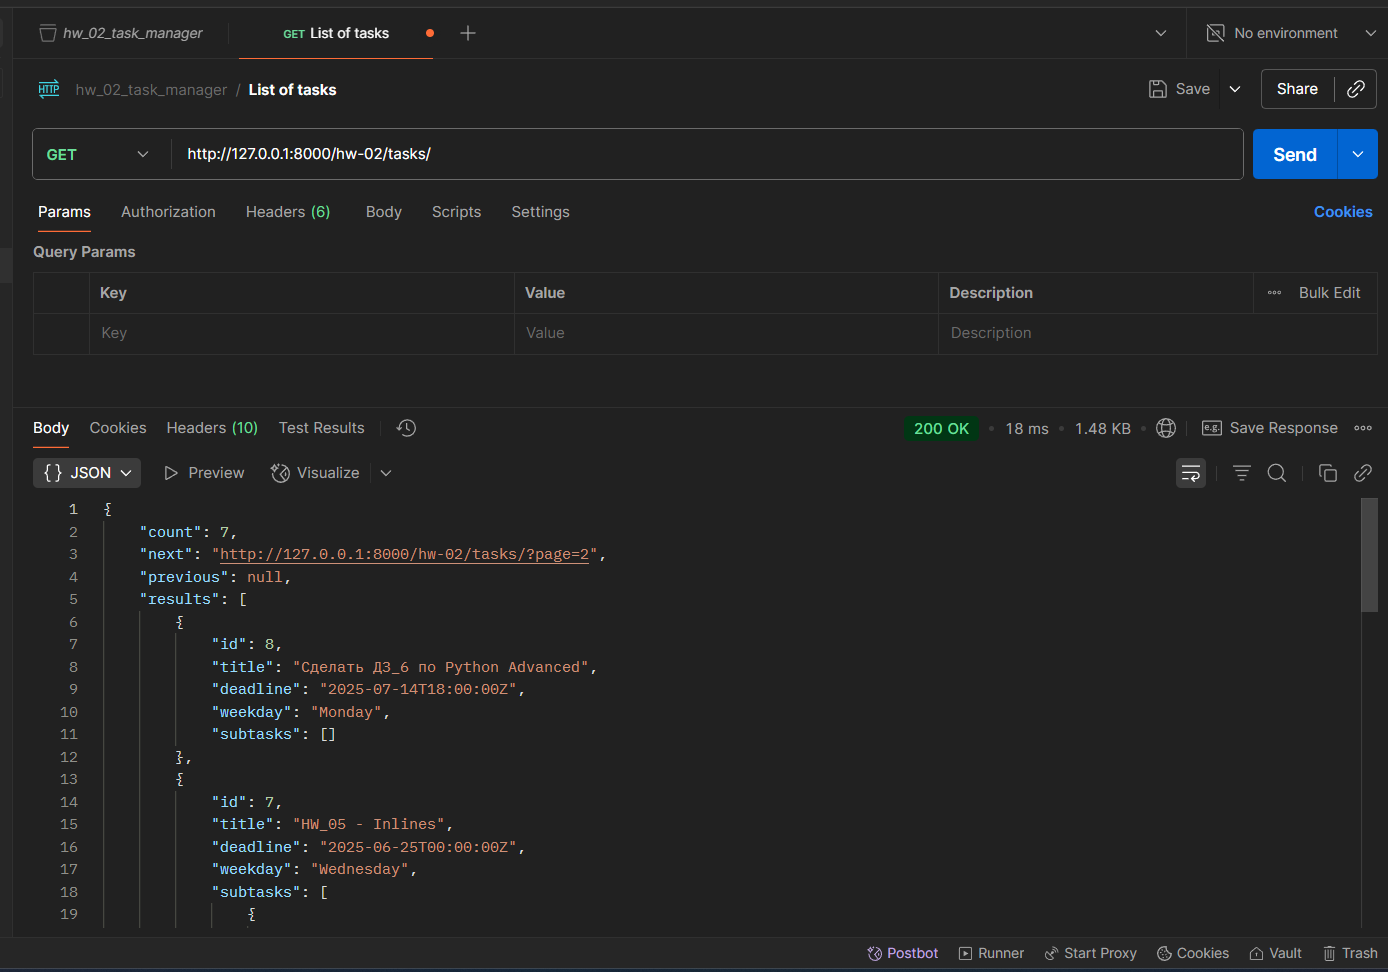 hw_02_task_manager
GET List of tasks
No environment
HTTP hw_02_task_manager / List of tasks
Save
Share
GET http://127.0.0.1:8000/hw-02/tasks/
Send
Params Authorization Headers (6) Body Scripts Settings
Cookies
Query Params
Key Value Description Bulk Edit
Key Value Description
Body Cookies Headers (10) Test Results
200 OK 18 ms 1.48 KB e.g. Save Response
{} JSON Preview Visualize
1 {
2 "count": 7,
3 "next": "http://127.0.0.1:8000/hw-02/tasks/?page=2",
4 "previous": null,
5 "results": [
6 {
7 "id": 8,
8 "title": "Сделать ДЗ_6 по Python Advanced",
9 "deadline": "2025-07-14T18:00:00Z",
10 "weekday": "Monday",
11 "subtasks": []
12 },
13 {
14 "id": 7,
15 "title": "HW_05 - Inlines",
16 "deadline": "2025-06-25T00:00:00Z",
17 "weekday": "Wednesday",
18 "subtasks": [
19 {
Postbot Runner Start Proxy Cookies Vault Trash